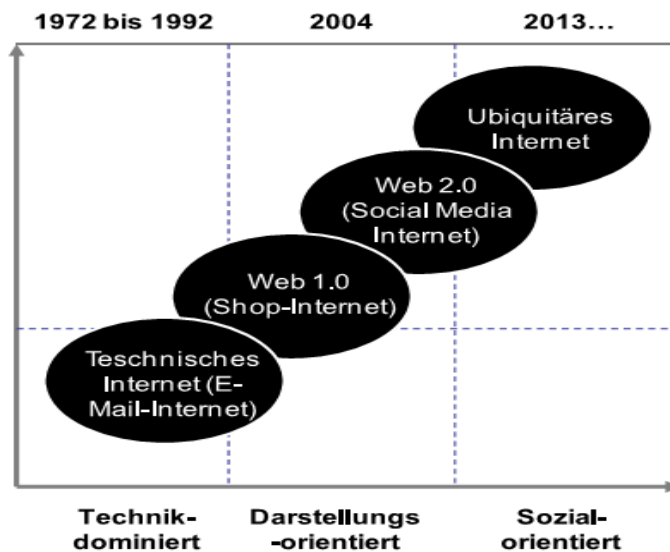 1972 bis 1992
2004
2013…
Ubiquitäres
Internet
Web 2.0
(Social Media
Internet)
Web 1.0
(Shop-Internet)
Teschnisches
Internet (E-
Mail-Internet)
Technik-
dominiert
Darstellungs
-orientiert
Sozial-
orientiert